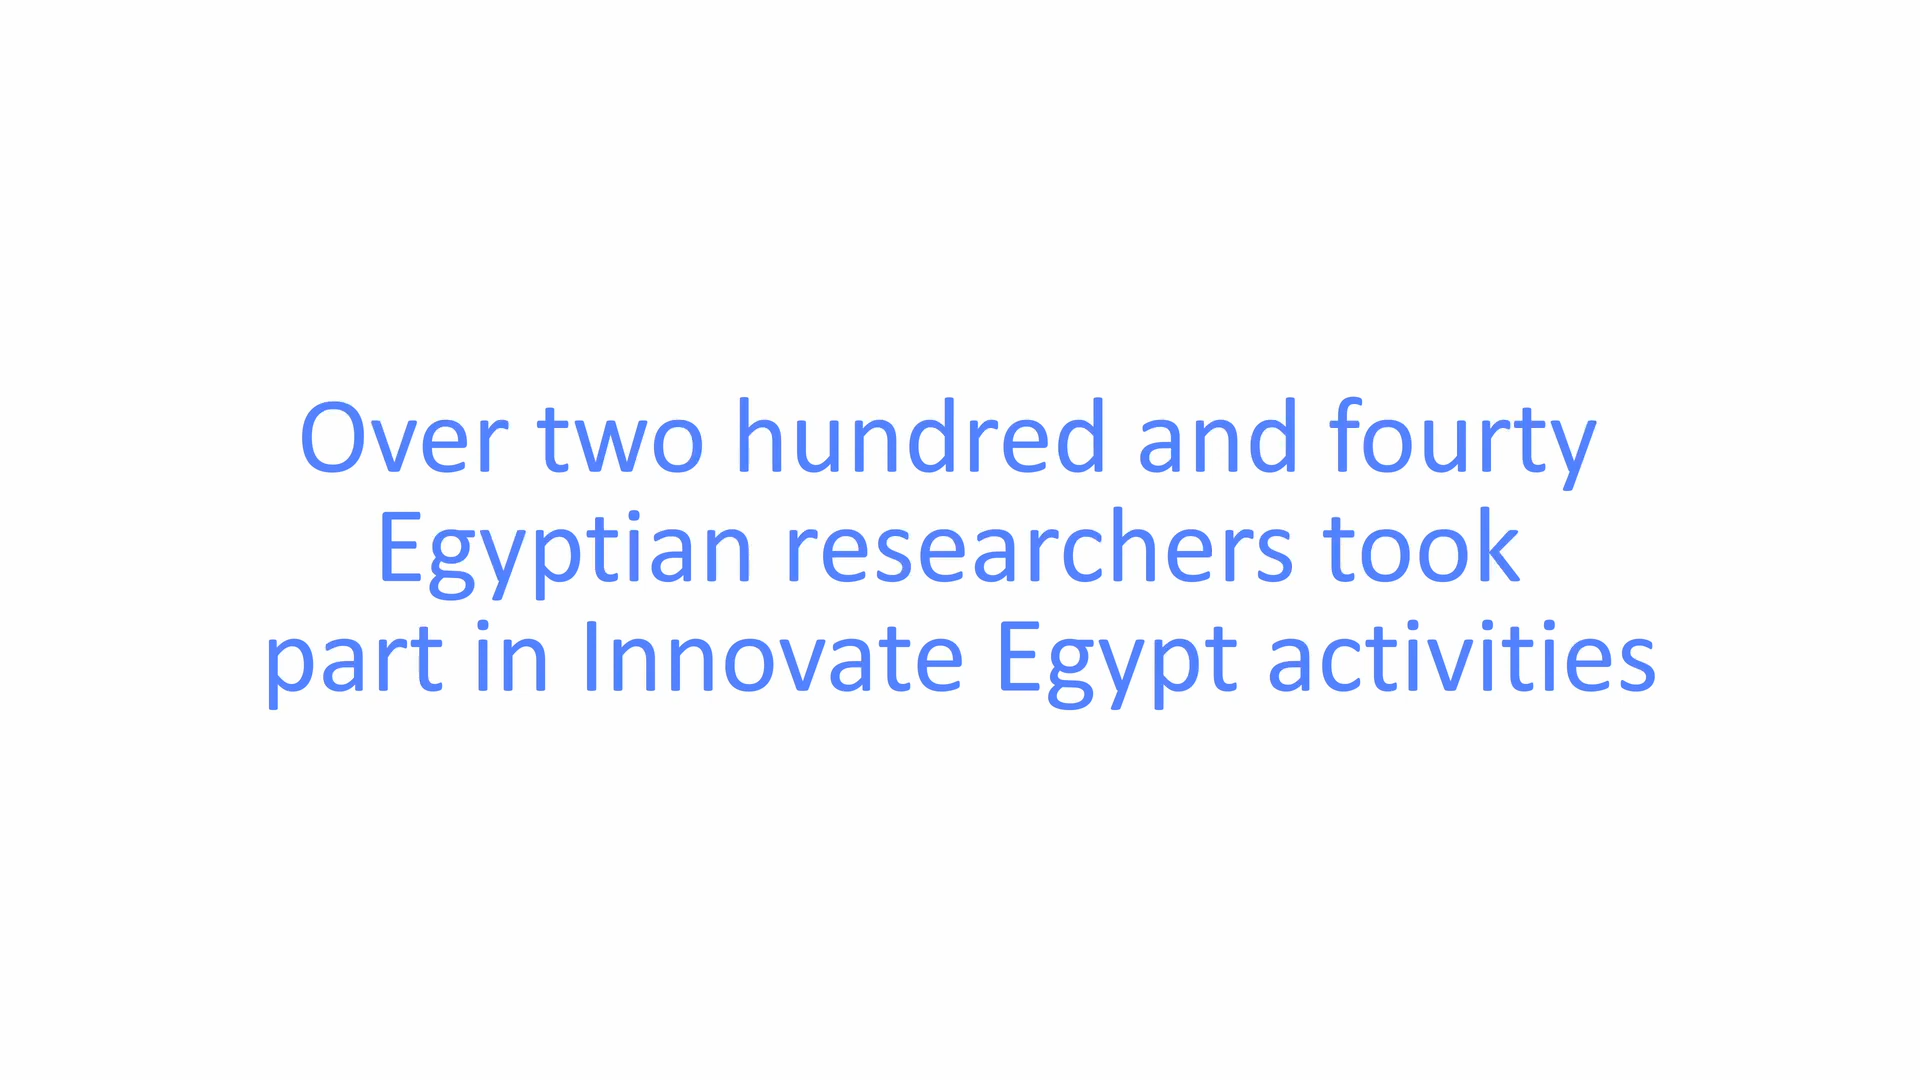 Over two hundred and fourty
Egyptian researchers took
part in Innovate Egypt activities